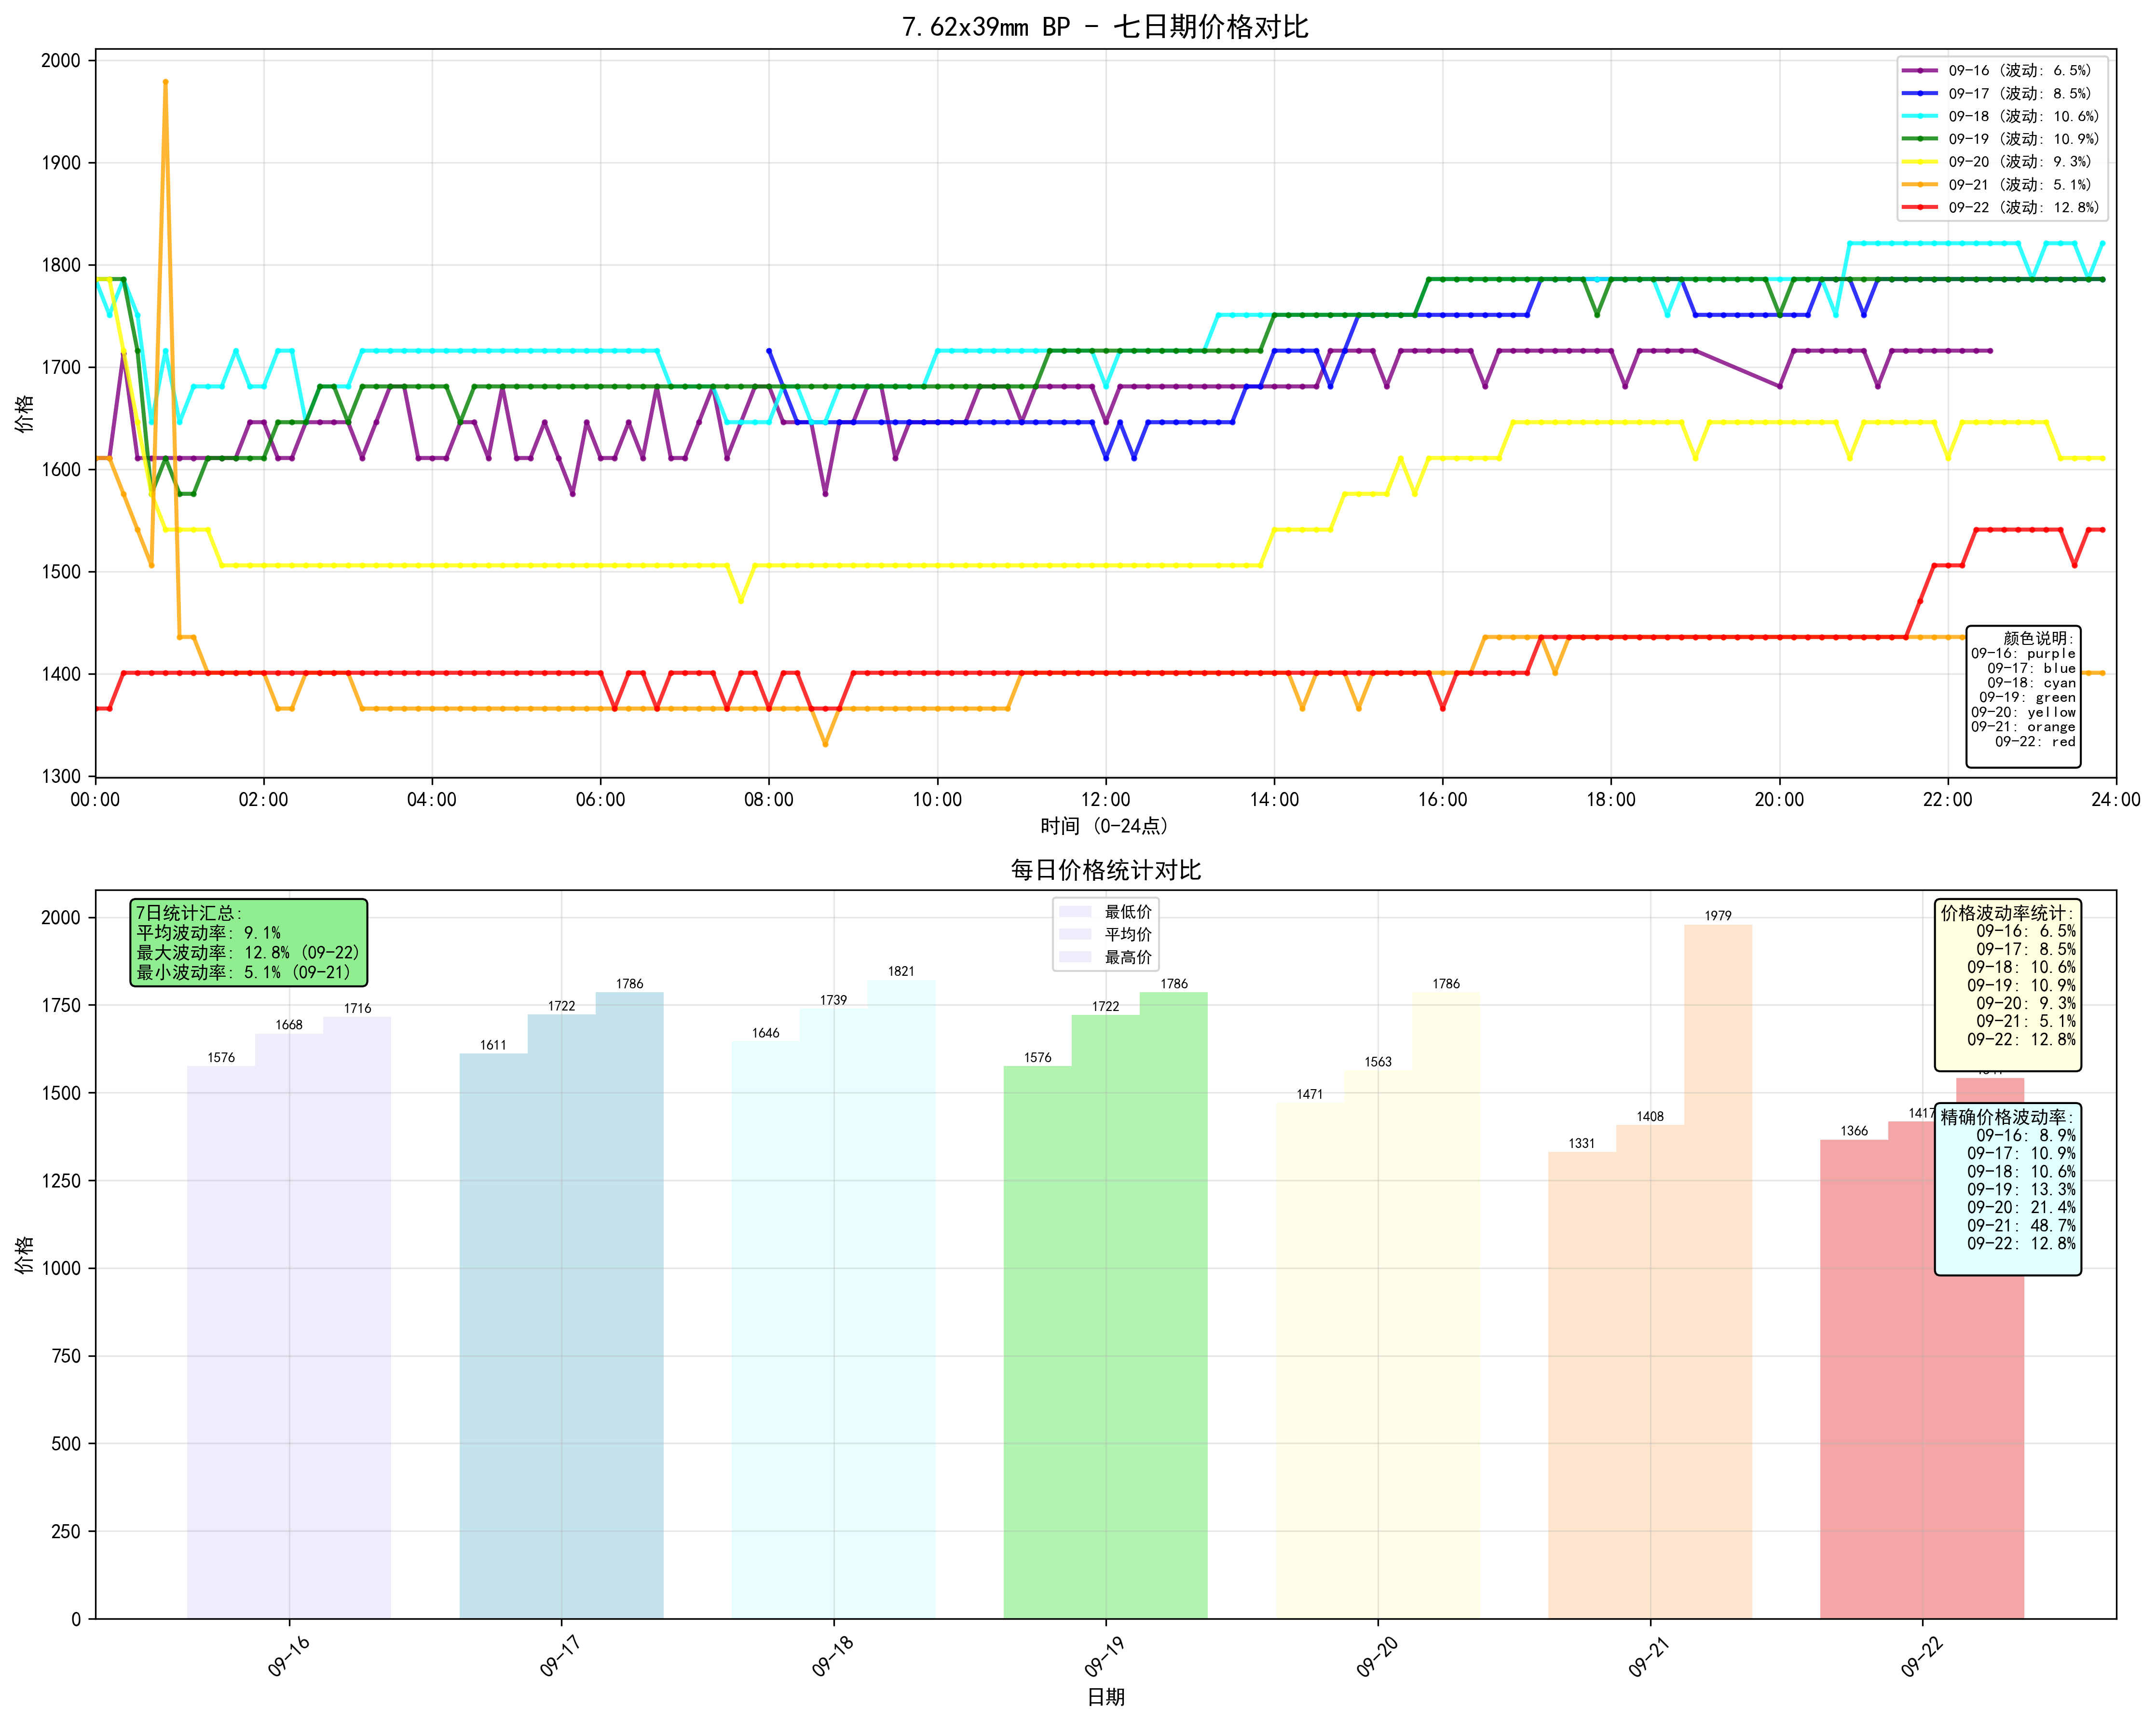 7.62x39mm BP - 七日期价格对比
价格
2000
1900
1800
1700
1600
1500
1400
1300
09-16 (波动: 6.5%)
09-17 (波动: 8.5%)
09-18 (波动: 10.6%)
09-19 (波动: 10.9%)
09-20 (波动: 9.3%)
09-21 (波动: 5.1%)
09-22 (波动: 12.8%)
颜色说明:
09-16: purple
09-17: blue
09-18: cyan
09-19: green
09-20: yellow
09-21: orange
09-22: red
00:00 02:00 04:00 06:00 08:00 10:00 12:00 14:00 16:00 18:00 20:00 22:00 24:00
时间 (0-24点)
每日价格统计对比
价格
2000
1750
1500
1250
1000
750
500
250
0
7日统计汇总:
平均波动率: 9.1%
最大波动率: 12.8% (09-22)
最小波动率: 5.1% (09-21)
最低价
平均价
最高价
价格波动率统计:
09-16: 6.5%
09-17: 8.5%
09-18: 10.6%
09-19: 10.9%
09-20: 9.3%
09-21: 5.1%
09-22: 12.8%
精确价格波动率:
09-16: 8.9%
09-17: 10.9%
09-18: 10.6%
09-19: 13.3%
09-20: 21.4%
09-21: 48.7%
09-22: 12.8%
1576 1668 1716
1611 1722 1786
1646 1739 1821
1576 1722 1786
1471 1563 1786
1331 1408 1979
1366 1417
09-16 09-17 09-18 09-19 09-20 09-21 09-22
日期